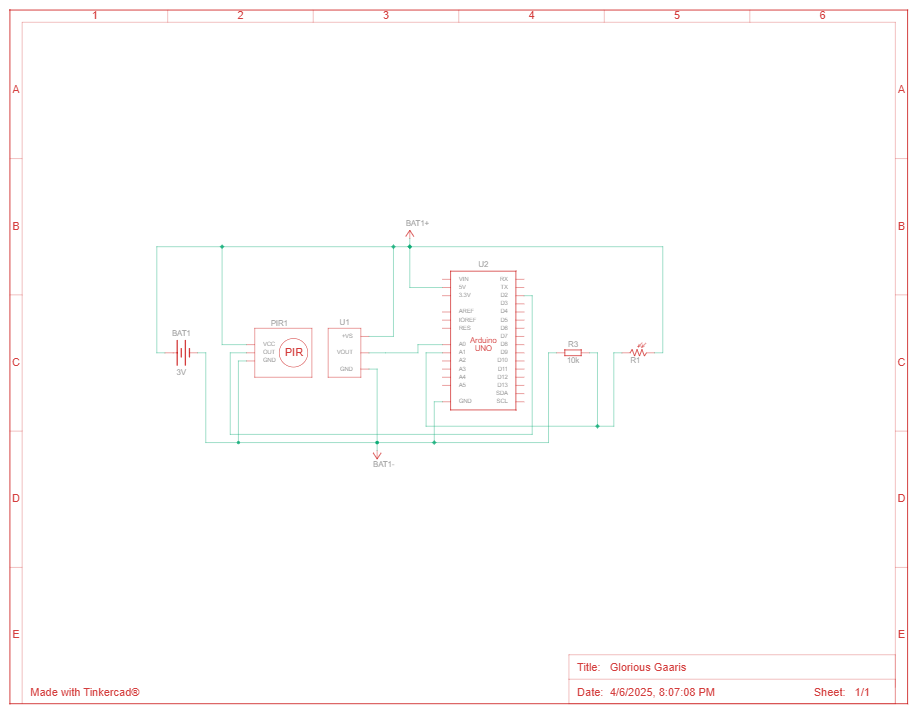 1 2 3 4 5 6
A A
B B
BAT1+
U2
VIN RX
5V TX
3.3V D2
D3
AREF D4
IOREF D5
RES D6
D7
A0 D8
A1 D9
A2 D10
A3 D11
A4 D12
A5 D13
SDA
GND SCL
Arduino
UNO
C C
BAT1
3V
PIR1
VCC
OUT
GND
PIR
U1
+VS
VOUT
GND
R3
10k
R1
BAT1-
D D
E E
Title: Glorious Gaaris
Made with Tinkercad®
Date: 4/6/2025, 8:07:08 PM Sheet: 1/1